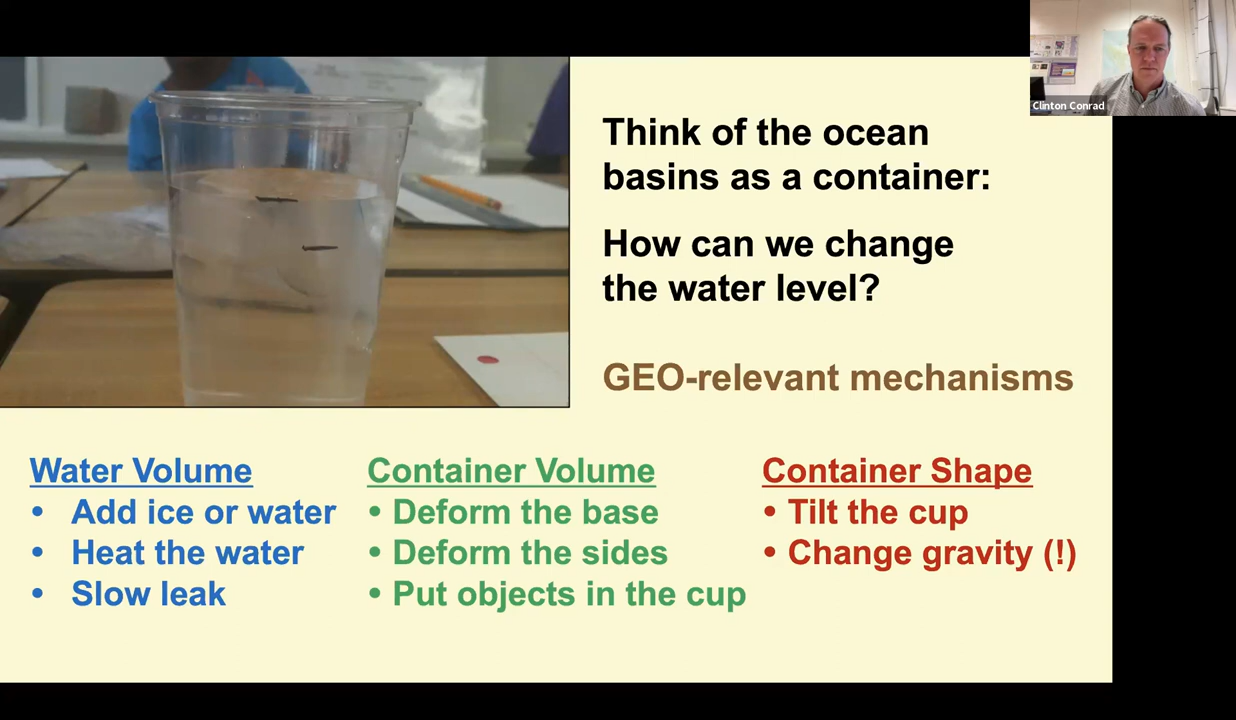 Clinton Conrad
Think of the ocean
basins as a container:
How can we change
the water level?
GEO-relevant mechanisms
Water Volume
• Add ice or water
• Heat the water
• Slow leak
Container Volume
• Deform the base
• Deform the sides
• Put objects in the cup
Container Shape
• Tilt the cup
• Change gravity (!)